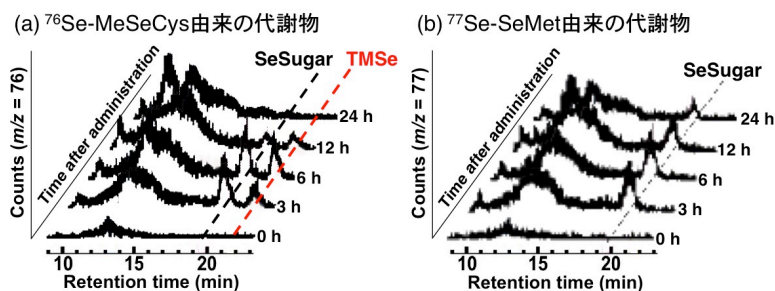 (a) ⁷⁶Se-MeSeCys由来の代謝物
SeSugar
TMSe
Time after administration
Counts (m/z = 76)
24 h
12 h
6 h
3 h
0 h
10 15 20
Retention time (min)
(b) ⁷⁷Se-SeMet由来の代謝物
SeSugar
Time after administration
Counts (m/z = 77)
24 h
12 h
6 h
3 h
0 h
10 15 20
Retention time (min)